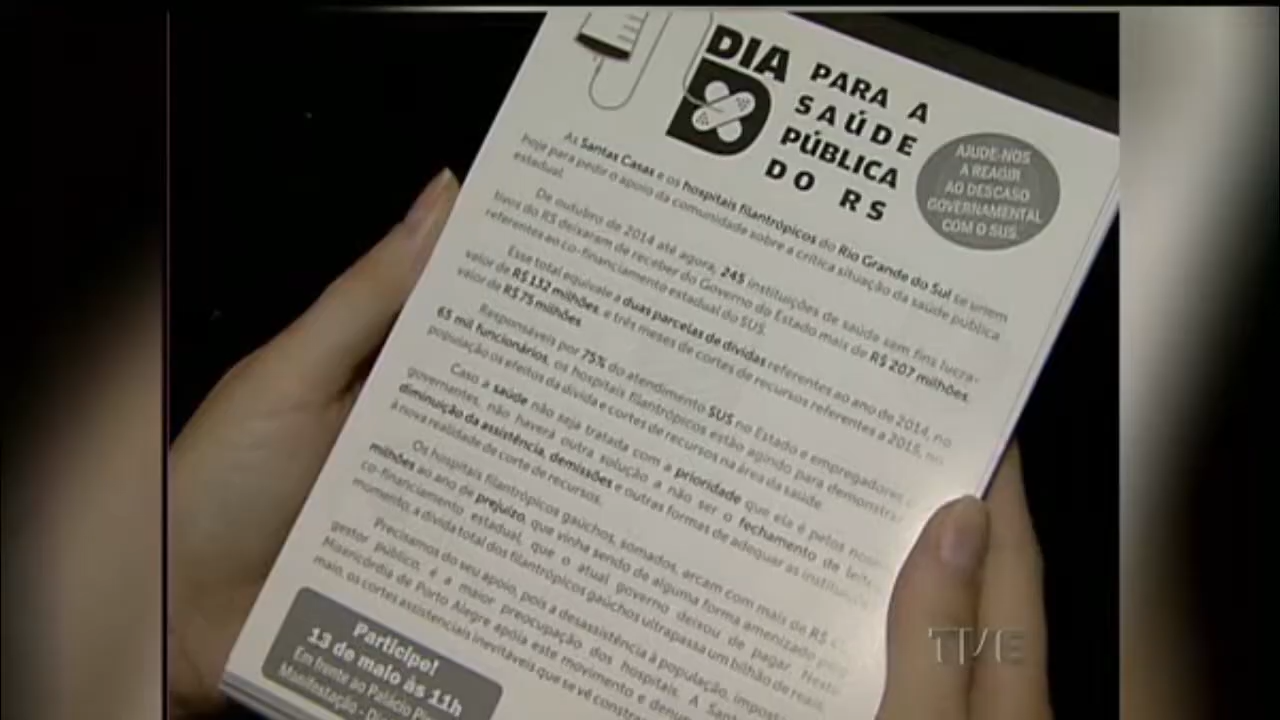 DIA D
PARA A
SAÚDE
PÚBLICA
DO RS
AJUDE-NOS
A REAGIR
AO DESCASO
GOVERNAMENTAL
COM O SUS.
As Santas Casas e os hospitais filantrópicos do Rio Grande do Sul se unem
hoje para pedir o apoio da comunidade sobre a crítica situação da saúde pública
estadual.
De outubro de 2014 até agora, 245 instituições de saúde sem fins lucra-
tivos do RS deixaram de receber do Governo do Estado mais de R$ 207 milhões,
referentes ao co-financiamento estadual do SUS.
Esse total equivale a duas parcelas de dívidas referentes ao ano de 2014, no
valor de R$ 132 milhões, e três meses de cortes de recursos referentes a 2015, no
valor de R$ 75 milhões.
Responsáveis por 75% do atendimento SUS no Estado e empregadores
65 mil funcionários, os hospitais filantrópicos estão agindo para demonstrar
população os efeitos da dívida e cortes de recursos na área da saúde.
Caso a saúde não seja tratada com a prioridade que ela é pelos
governantes, não haverá outra solução a não ser o fechamento de
diminuição da assistência, demissões e outras formas de adequar as
à nova realidade de corte de recursos.
Os hospitais filantrópicos gaúchos, somados, arcam com mais de R$
milhões ao ano de prejuízo, que vinha sendo de alguma forma amenizado pelo
co-financiamento estadual, que o atual governo deixou de pagar. Neste
momento, a dívida total dos filantrópicos gaúchos ultrapassa um bilhão de reais.
Precisamos do seu apoio, pois a desassistência à população, imposta
gestor público, é a maior preocupação dos hospitais. A Santa
Misericórdia de Porto Alegre apoia este movimento e
maio, os cortes assistenciais inevitáveis que se vê
Participe!
13 de maio às 11h
Em frente ao Palácio
Manifestação -
TVE